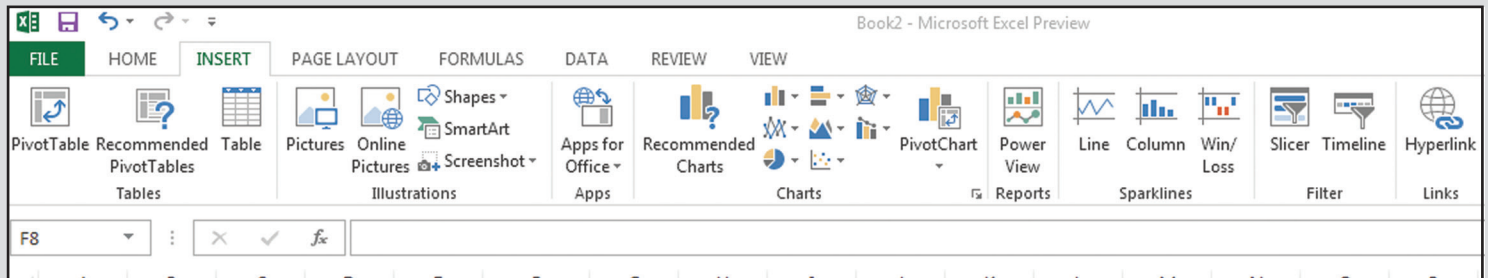 Book2 - Microsoft Excel Preview
FILE HOME INSERT PAGE LAYOUT FORMULAS DATA REVIEW VIEW
PivotTable Recommended PivotTables Table
Pictures Online Pictures Shapes SmartArt Screenshot
Apps for Office
Recommended Charts PivotChart
Power View
Line Column Win/Loss
Slicer Timeline
Hyperlink
Tables Illustrations Apps Charts Reports Sparklines Filter Links
F8 fx